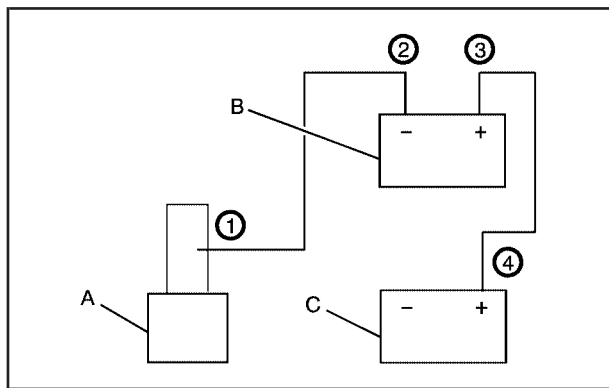 ② ③
B
− +
①
④
A
C
− +